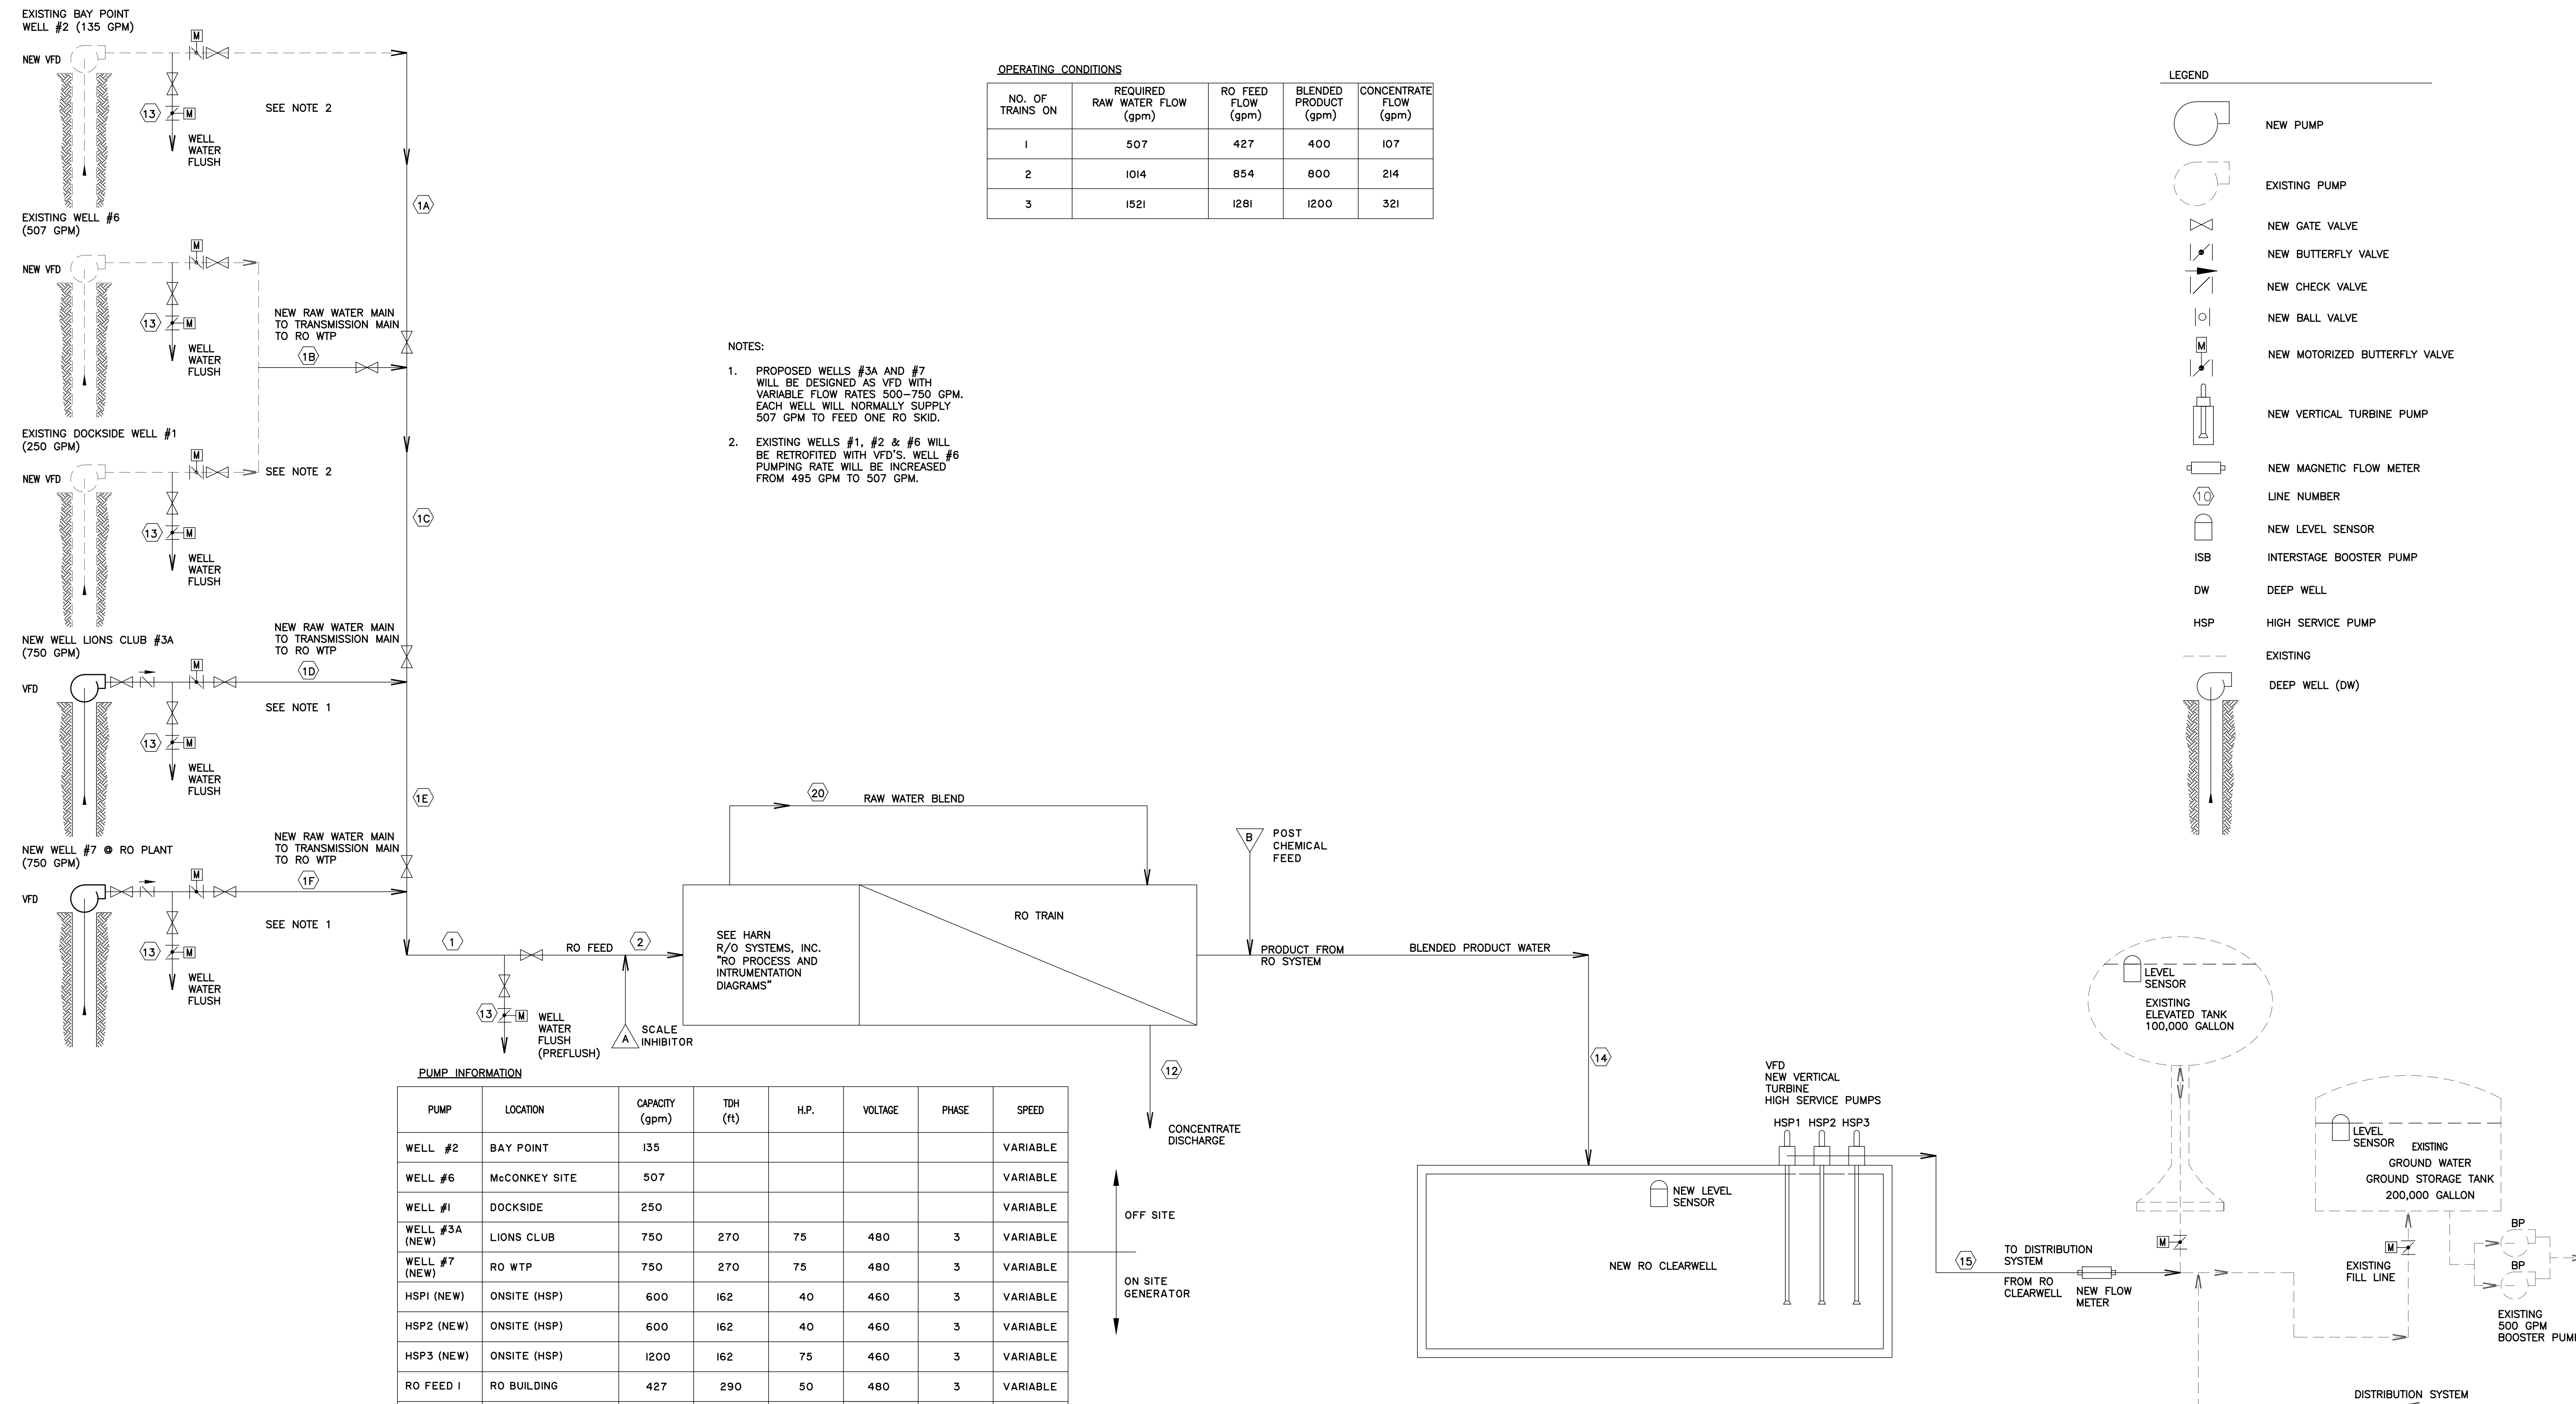 EXISTING BAY POINT
WELL #2 (135 GPM)
M
NEW VFD
SEE NOTE 2
13
M
WELL
WATER
FLUSH
1A
EXISTING WELL #6
(507 GPM)
M
NEW VFD
13
M
WELL
WATER
FLUSH
NEW RAW WATER MAIN
TO TRANSMISSION MAIN
TO RO WTP
1B
EXISTING DOCKSIDE WELL #1
(250 GPM)
M
SEE NOTE 2
NEW VFD
1C
13
M
WELL
WATER
FLUSH
NEW WELL LIONS CLUB #3A
(750 GPM)
NEW RAW WATER MAIN
TO TRANSMISSION MAIN
TO RO WTP
M
1D
VFD
SEE NOTE 1
13
M
WELL
WATER
FLUSH
1E
NEW WELL #7 @ RO PLANT
(750 GPM)
NEW RAW WATER MAIN
TO TRANSMISSION MAIN
TO RO WTP
M
1F
VFD
SEE NOTE 1
13
M
WELL
WATER
FLUSH
OPERATING CONDITIONS
NO. OF TRAINS ON REQUIRED RAW WATER FLOW (gpm) RO FEED FLOW (gpm) BLENDED PRODUCT (gpm) CONCENTRATE FLOW (gpm)
1 507 427 400 107
2 1014 854 800 214
3 1521 1281 1200 321
NOTES:
1. PROPOSED WELLS #3A AND #7
WILL BE DESIGNED AS VFD WITH
VARIABLE FLOW RATES 500-750 GPM.
EACH WELL WILL NORMALLY SUPPLY
507 GPM TO FEED ONE RO SKID.
2. EXISTING WELLS #1, #2 & #6 WILL
BE RETROFITED WITH VFD'S. WELL #6
PUMPING RATE WILL BE INCREASED
FROM 495 GPM TO 507 GPM.
LEGEND
NEW PUMP
EXISTING PUMP
NEW GATE VALVE
NEW BUTTERFLY VALVE
NEW CHECK VALVE
NEW BALL VALVE
M NEW MOTORIZED BUTTERFLY VALVE
NEW VERTICAL TURBINE PUMP
NEW MAGNETIC FLOW METER
10 LINE NUMBER
NEW LEVEL SENSOR
ISB INTERSTAGE BOOSTER PUMP
DW DEEP WELL
HSP HIGH SERVICE PUMP
EXISTING
DEEP WELL (DW)
20 RAW WATER BLEND
1
RO FEED
2
13
M
WELL
WATER
FLUSH
(PREFLUSH)
A
SCALE
INHIBITOR
SEE HARN
R/O SYSTEMS, INC.
"RO PROCESS AND
INTRUMENTATION
DIAGRAMS"
RO TRAIN
B
POST
CHEMICAL
FEED
PRODUCT FROM
RO SYSTEM
BLENDED PRODUCT WATER
12
CONCENTRATE
DISCHARGE
14
OFF SITE
ON SITE
GENERATOR
PUMP INFORMATION
PUMP LOCATION CAPACITY (gpm) TDH (ft) H.P. VOLTAGE PHASE SPEED
WELL #2 BAY POINT 135 VARIABLE
WELL #6 McCONKEY SITE 507 VARIABLE
WELL #1 DOCKSIDE 250 VARIABLE
WELL #3A (NEW) LIONS CLUB 750 270 75 480 3 VARIABLE
WELL #7 (NEW) RO WTP 750 270 75 480 3 VARIABLE
HSP1 (NEW) ONSITE (HSP) 600 162 40 460 3 VARIABLE
HSP2 (NEW) ONSITE (HSP) 600 162 40 460 3 VARIABLE
HSP3 (NEW) ONSITE (HSP) 1200 162 75 460 3 VARIABLE
RO FEED 1 RO BUILDING 427 290 50 480 3 VARIABLE
VFD
NEW VERTICAL
TURBINE
HIGH SERVICE PUMPS
HSP1 HSP2 HSP3
NEW LEVEL
SENSOR
NEW RO CLEARWELL
15
TO DISTRIBUTION
SYSTEM
FROM RO
CLEARWELL
NEW FLOW
METER
LEVEL
SENSOR
EXISTING
ELEVATED TANK
100,000 GALLON
M
LEVEL
SENSOR
EXISTING
GROUND WATER
GROUND STORAGE TANK
200,000 GALLON
M
EXISTING
FILL LINE
BP
BP
EXISTING
500 GPM
BOOSTER PUM
DISTRIBUTION SYSTEM